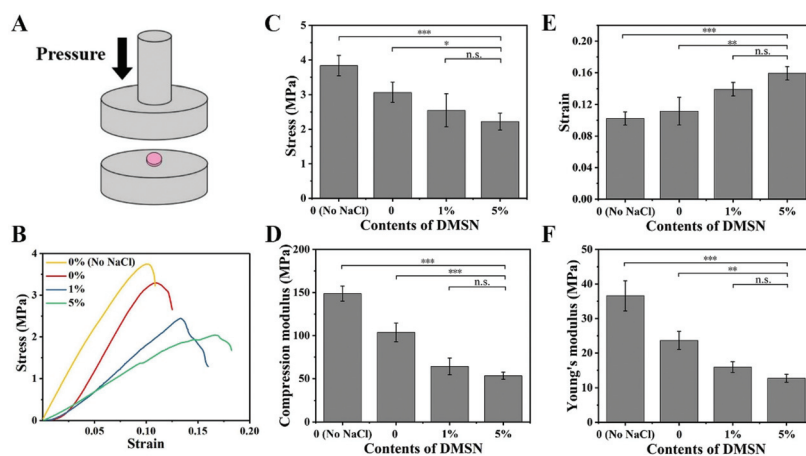 A
Pressure
B
0% (No NaCl)
0%
1%
5%
Stress (MPa)
4
3
2
1
0
0.05 0.10 0.15 0.20
Strain
C
***
*
n.s.
Stress (MPa)
5
4
3
2
1
0
0 (No NaCl) 0 1% 5%
Contents of DMSN
D
***
***
n.s.
Compression modulus (MPa)
200
150
100
50
0
0 (No NaCl) 0 1% 5%
Contents of DMSN
E
***
**
n.s.
Strain
0.20
0.16
0.12
0.08
0.04
0.00
0 (No NaCl) 0 1% 5%
Contents of DMSN
F
***
**
n.s.
Young's modulus (MPa)
50
40
30
20
10
0
0 (No NaCl) 0 1% 5%
Contents of DMSN